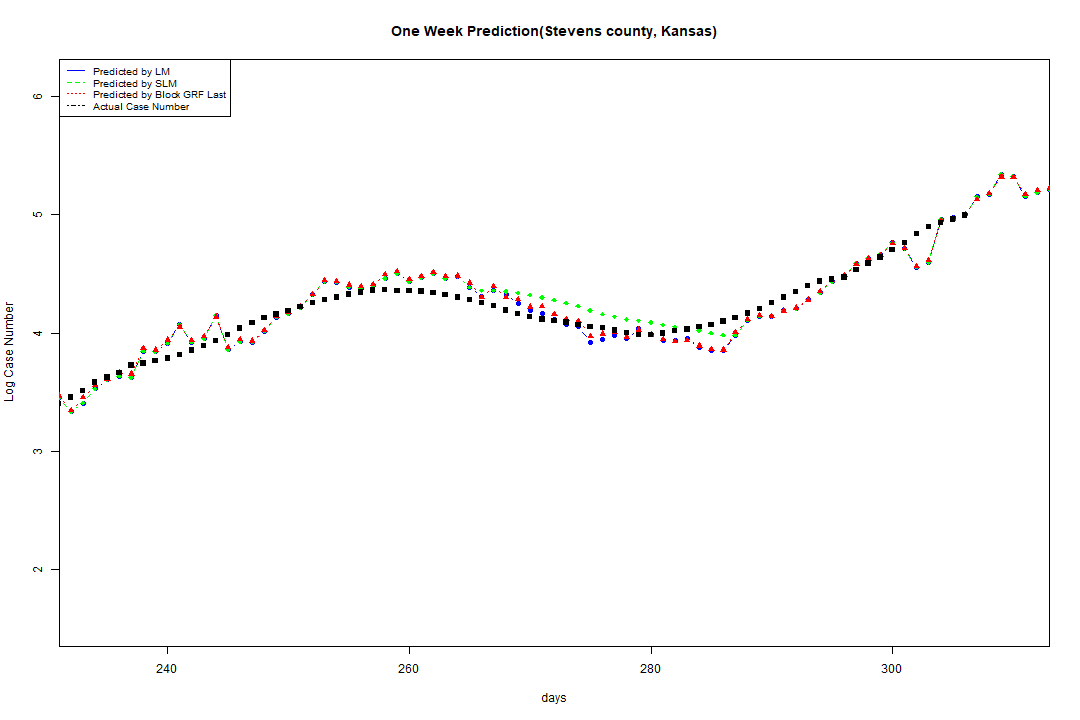 One Week Prediction(Stevens county, Kansas)
Predicted by LM
Predicted by SLM
Predicted by Block GRF Last
Actual Case Number
6
5
4
3
2
Log Case Number
240 260 280 300
days